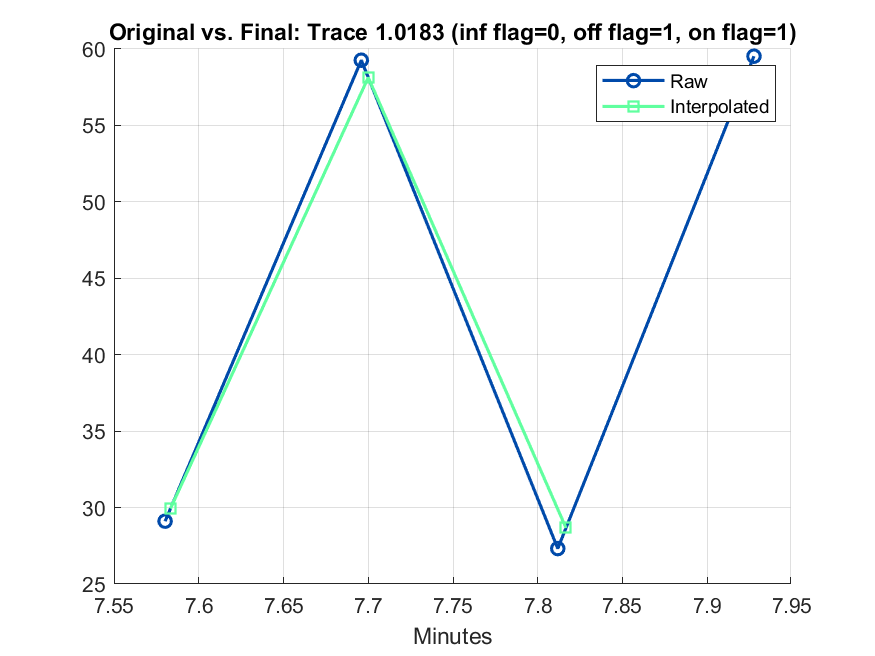 Original vs. Final: Trace 1.0183 (inf flag=0, off flag=1, on flag=1)
60
55
50
45
40
35
30
25
Raw
Interpolated
7.55 7.6 7.65 7.7 7.75 7.8 7.85 7.9 7.95
Minutes